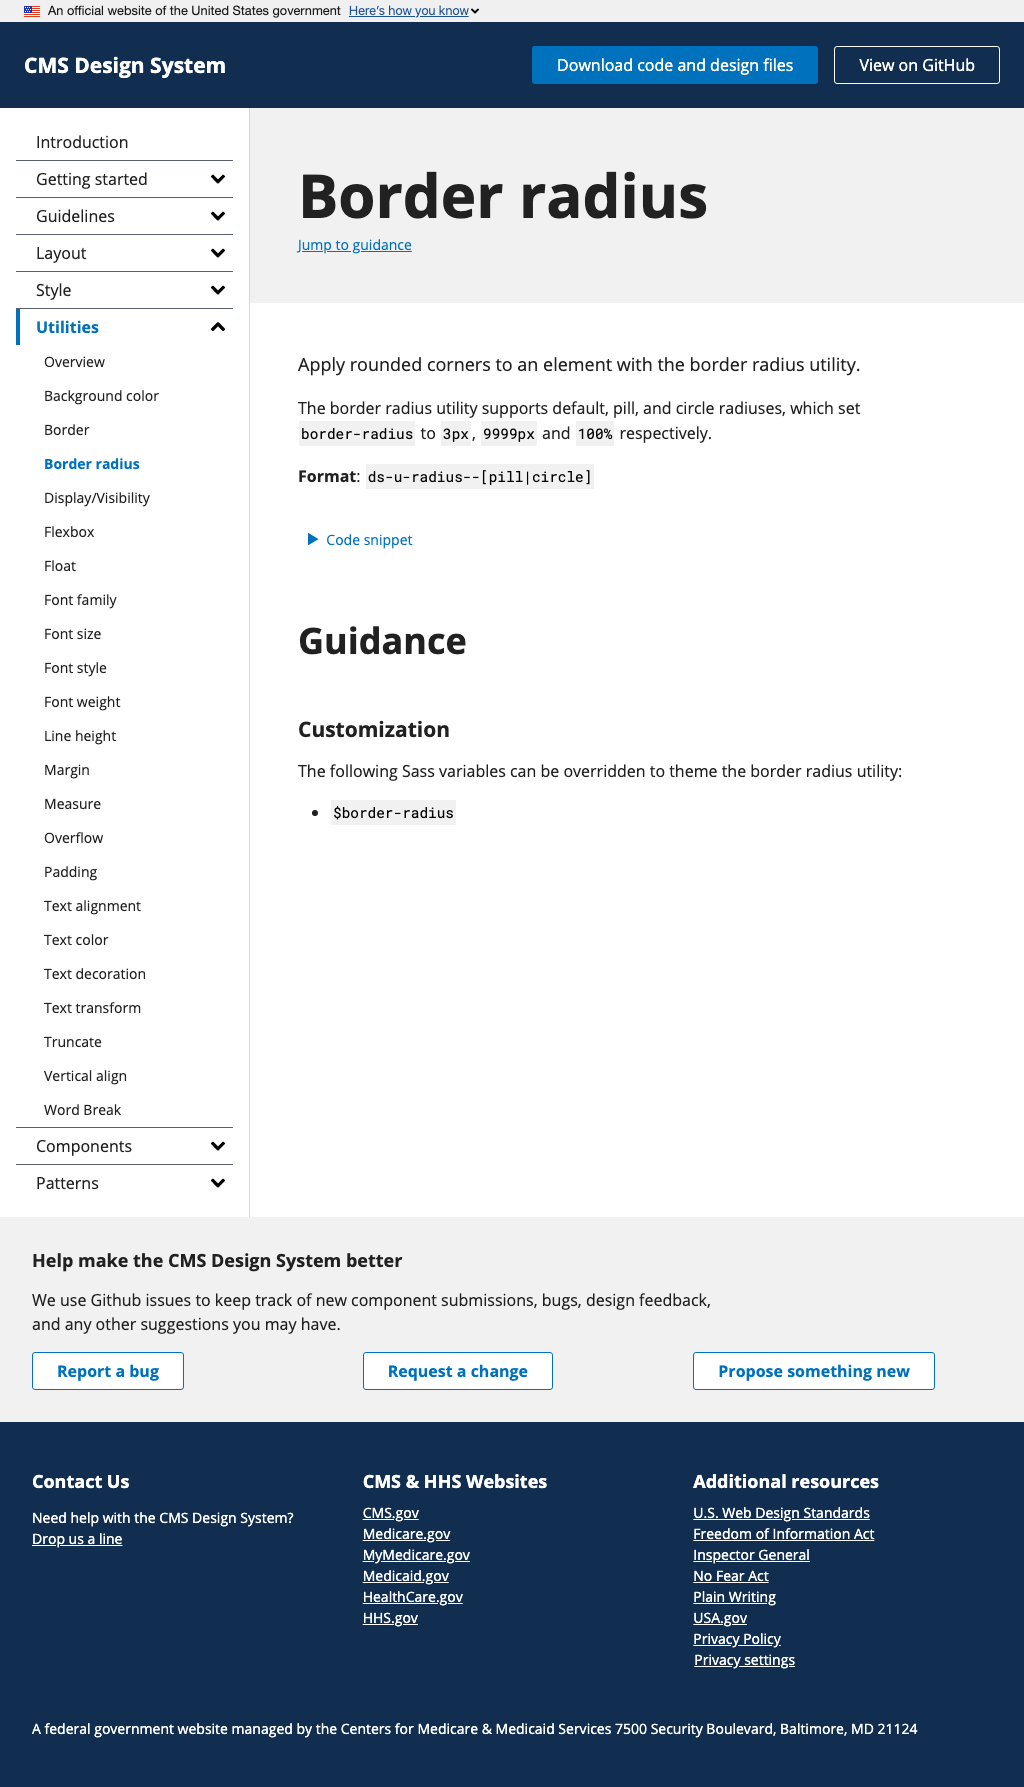 An official website of the United States government Here's how you know
CMS Design System
Download code and design files
View on GitHub
Introduction
Getting started
Guidelines
Layout
Style
Utilities
Overview
Background color
Border
Border radius
Display/Visibility
Flexbox
Float
Font family
Font size
Font style
Font weight
Line height
Margin
Measure
Overflow
Padding
Text alignment
Text color
Text decoration
Text transform
Truncate
Vertical align
Word Break
Components
Patterns
Border radius
Jump to guidance
Apply rounded corners to an element with the border radius utility.
The border radius utility supports default, pill, and circle radiuses, which set
border-radius to 3px, 9999px and 100% respectively.
Format: ds-u-radius--[pill|circle]
Code snippet
Guidance
Customization
The following Sass variables can be overridden to theme the border radius utility:
• $border-radius
Help make the CMS Design System better
We use Github issues to keep track of new component submissions, bugs, design feedback,
and any other suggestions you may have.
Report a bug
Request a change
Propose something new
Contact Us
Need help with the CMS Design System?
Drop us a line
CMS & HHS Websites
CMS.gov
Medicare.gov
MyMedicare.gov
Medicaid.gov
HealthCare.gov
HHS.gov
Additional resources
U.S. Web Design Standards
Freedom of Information Act
Inspector General
No Fear Act
Plain Writing
USA.gov
Privacy Policy
Privacy settings
A federal government website managed by the Centers for Medicare & Medicaid Services 7500 Security Boulevard, Baltimore, MD 21124